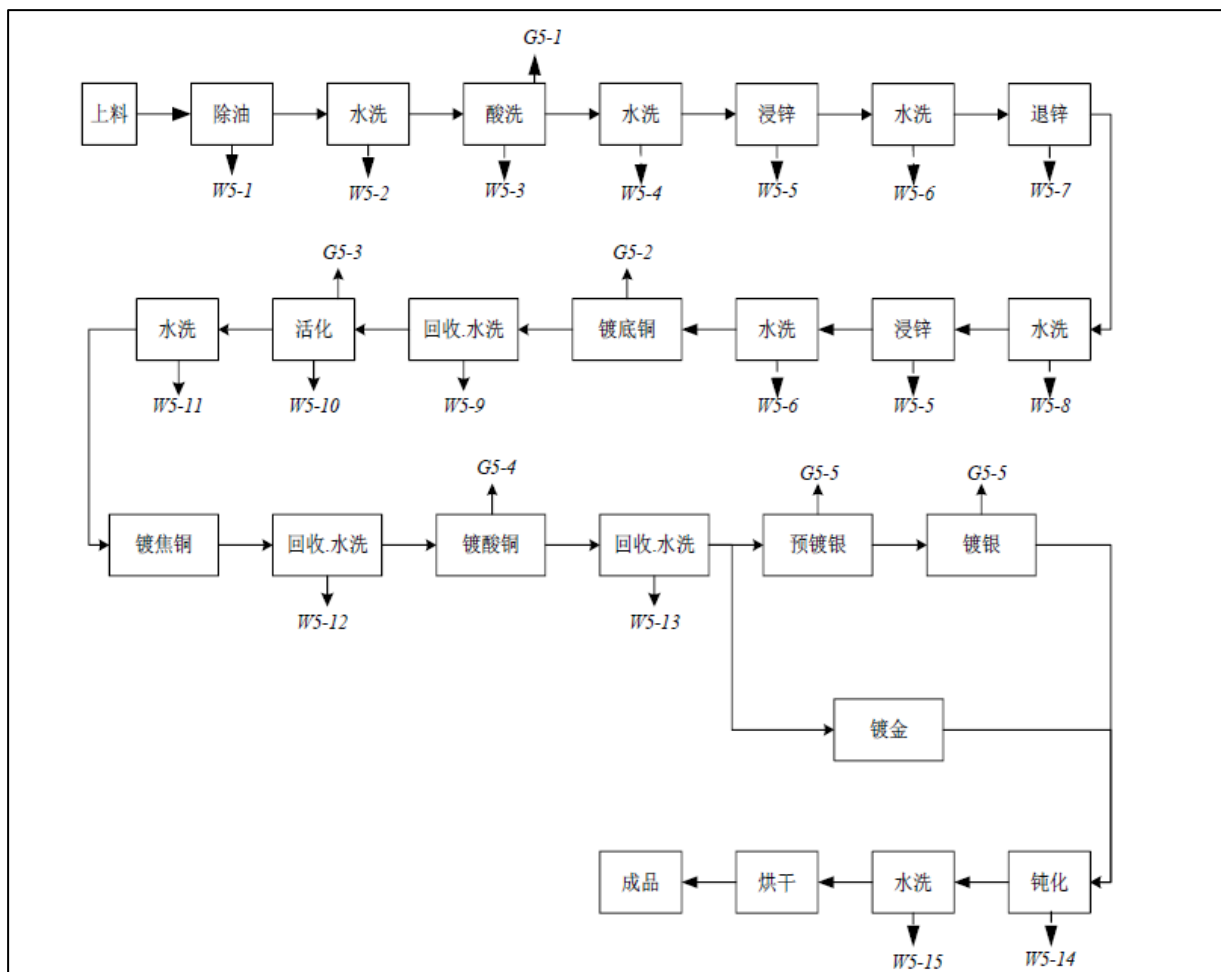 G5-1
上料
除油
水洗
酸洗
水洗
浸锌
水洗
退锌
W5-1
W5-2
W5-3
W5-4
W5-5
W5-6
W5-7
G5-3
G5-2
水洗
活化
回收.水洗
镀底铜
水洗
浸锌
水洗
W5-11
W5-10
W5-9
W5-6
W5-5
W5-8
G5-4
G5-5
G5-5
镀焦铜
回收.水洗
镀酸铜
回收.水洗
预镀银
镀银
W5-12
W5-13
镀金
成品
烘干
水洗
钝化
W5-15
W5-14